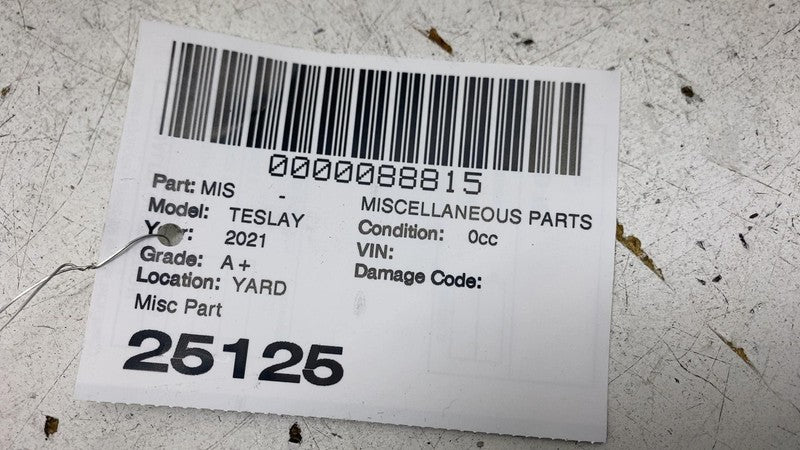 0000088815
Part: MIS - MISCELLANEOUS PARTS
Model: TESLAY Condition: 0cc
Year: 2021 VIN:
Grade: A+ Damage Code:
Location: YARD
Misc Part
25125